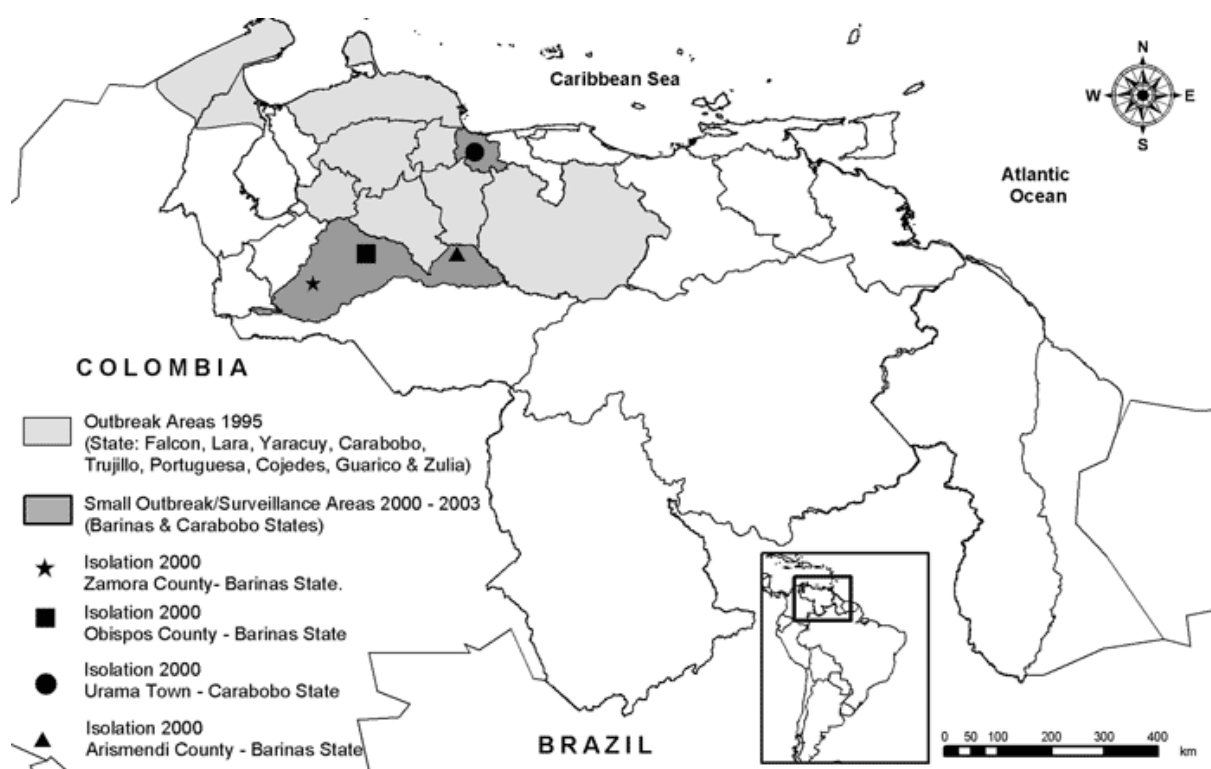 Caribbean Sea
N
W E
S
Atlantic
Ocean
COLOMBIA
Outbreak Areas 1995
(State: Falcon, Lara, Yaracuy, Carabobo,
Trujillo, Portuguesa, Cojedes, Guarico & Zulia)
Small Outbreak/Surveillance Areas 2000 - 2003
(Barinas & Carabobo States)
Isolation 2000
Zamora County- Barinas State.
Isolation 2000
Obispos County - Barinas State
Isolation 2000
Urama Town - Carabobo State
Isolation 2000
Arismendi County - Barinas State
BRAZIL
0 50 100 200 300 400
km